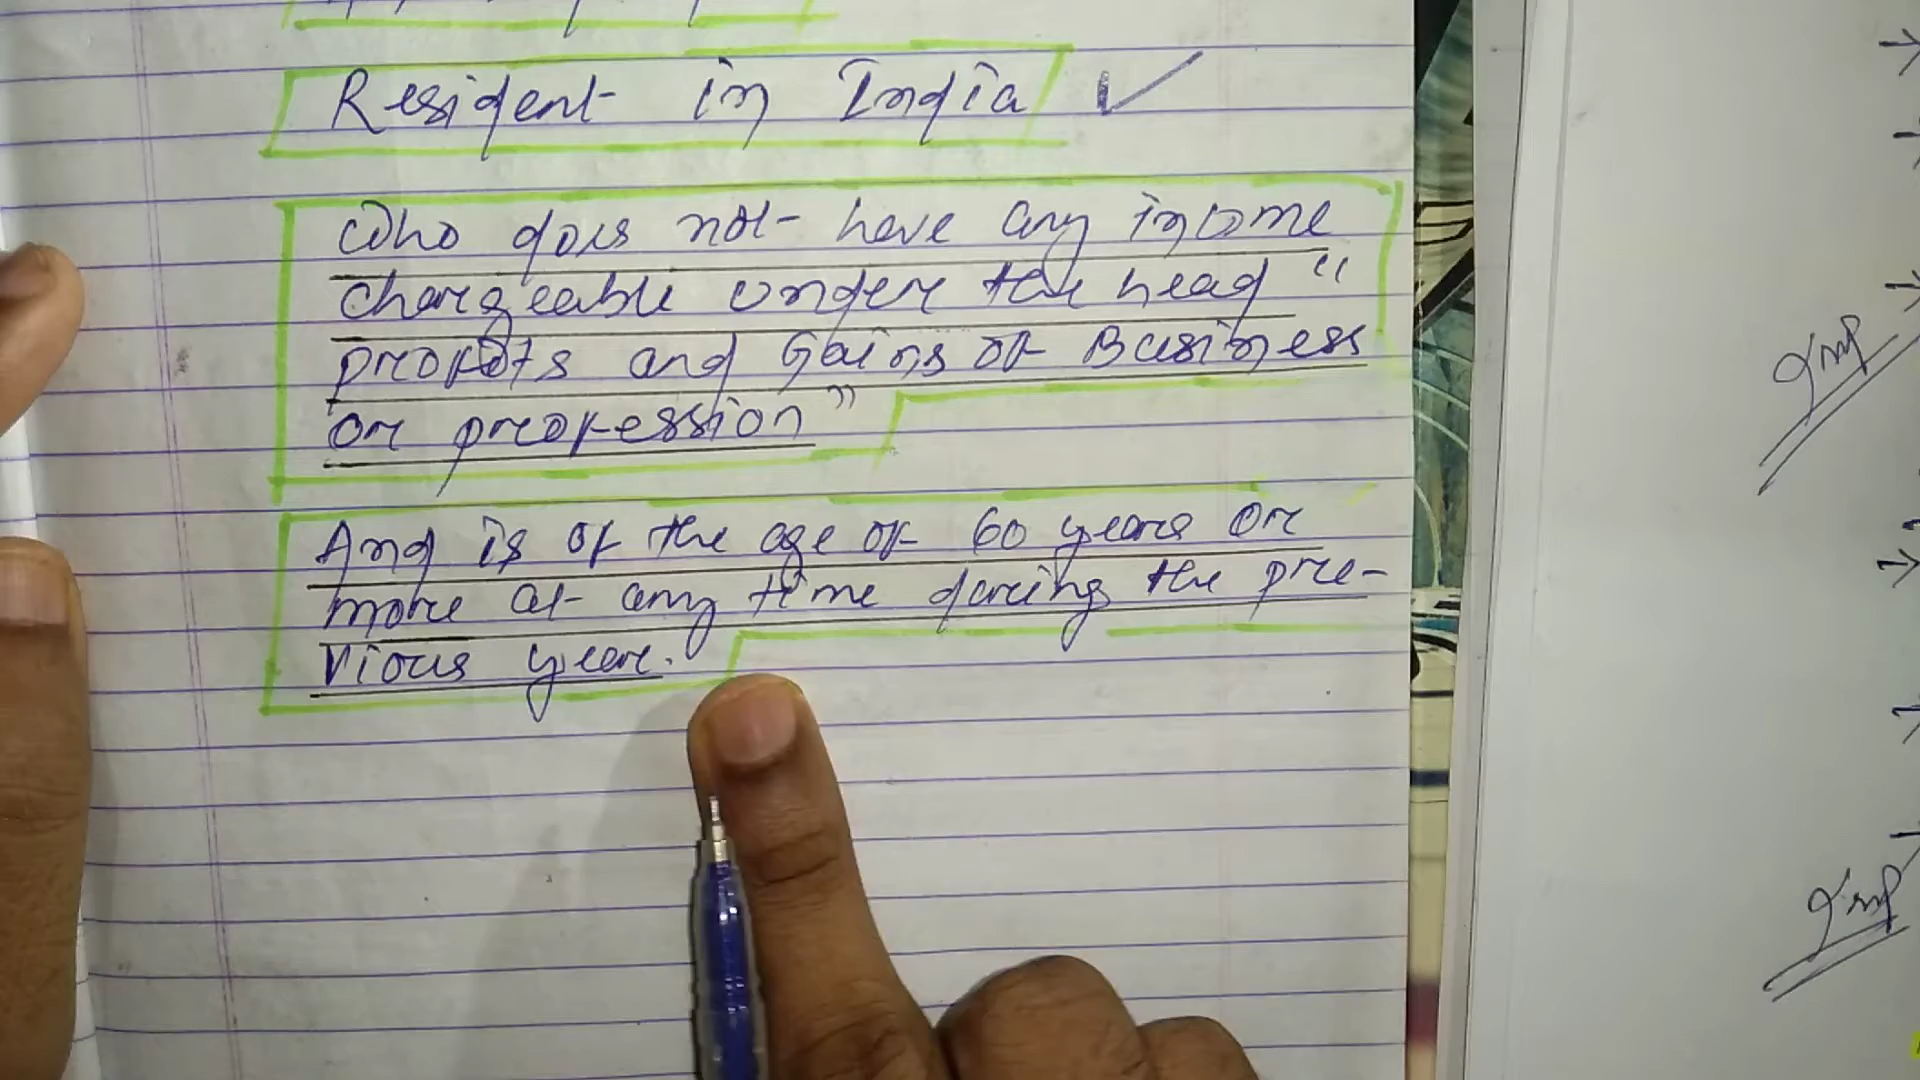 Resident in India
Who does not have any income
chargeable under the head "
profits and Gains of Business
or profession"
And is of the age of 60 years or
more at any time during the pre-
vious year.
Imp
Imp